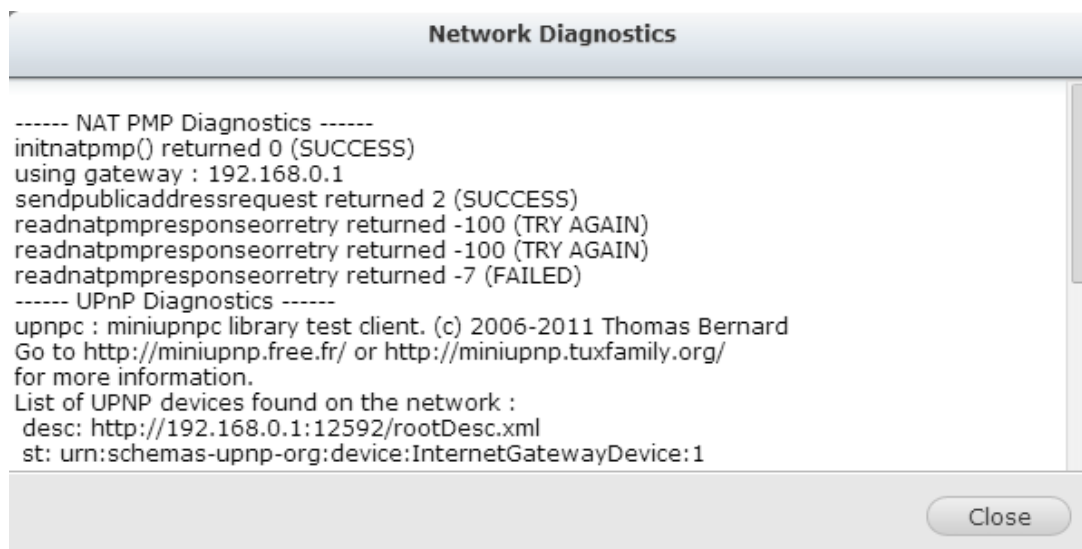 Network Diagnostics
------ NAT PMP Diagnostics ------
initnatpmp() returned 0 (SUCCESS)
using gateway : 192.168.0.1
sendpublicaddressrequest returned 2 (SUCCESS)
readnatpmpresponseorretry returned -100 (TRY AGAIN)
readnatpmpresponseorretry returned -100 (TRY AGAIN)
readnatpmpresponseorretry returned -7 (FAILED)
------ UPnP Diagnostics ------
upnpc : miniupnpc library test client. (c) 2006-2011 Thomas Bernard
Go to http://miniupnp.free.fr/ or http://miniupnp.tuxfamily.org/
for more information.
List of UPNP devices found on the network :
desc: http://192.168.0.1:12592/rootDesc.xml
st: urn:schemas-upnp-org:device:InternetGatewayDevice:1
Close